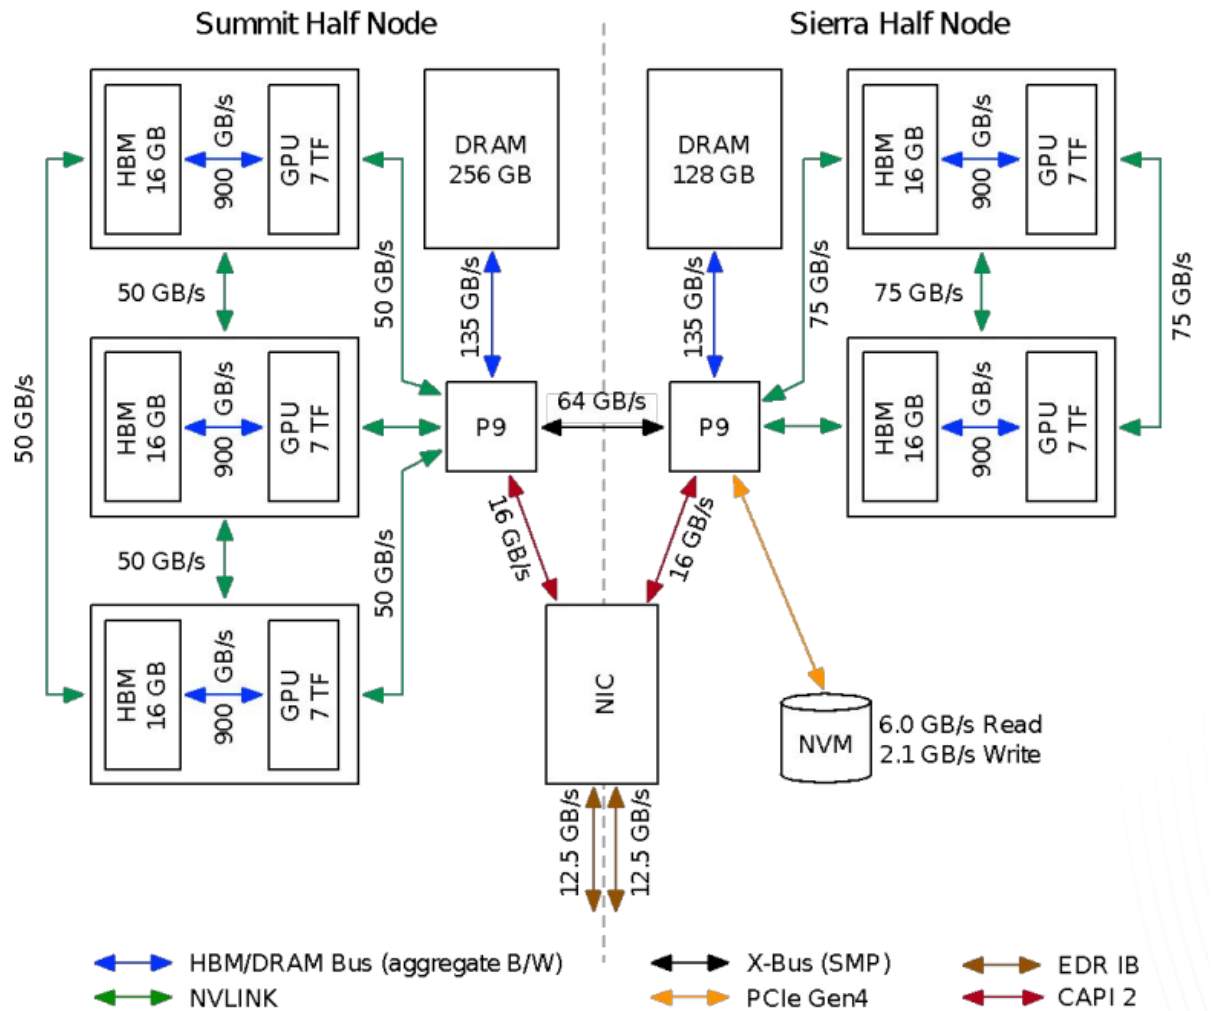 Summit Half Node
Sierra Half Node
HBM
16 GB
900 GB/s
GPU
7 TF
DRAM
256 GB
DRAM
128 GB
HBM
16 GB
900 GB/s
GPU
7 TF
50 GB/s
50 GB/s
135 GB/s
135 GB/s
75 GB/s
75 GB/s
75 GB/s
50 GB/s
HBM
16 GB
900 GB/s
GPU
7 TF
P9
64 GB/s
P9
HBM
16 GB
900 GB/s
GPU
7 TF
50 GB/s
50 GB/s
16 GB/s
16 GB/s
HBM
16 GB
900 GB/s
GPU
7 TF
NIC
NVM
6.0 GB/s Read
2.1 GB/s Write
12.5 GB/s
12.5 GB/s
HBM/DRAM Bus (aggregate B/W)
NVLINK
X-Bus (SMP)
PCIe Gen4
EDR IB
CAPI 2